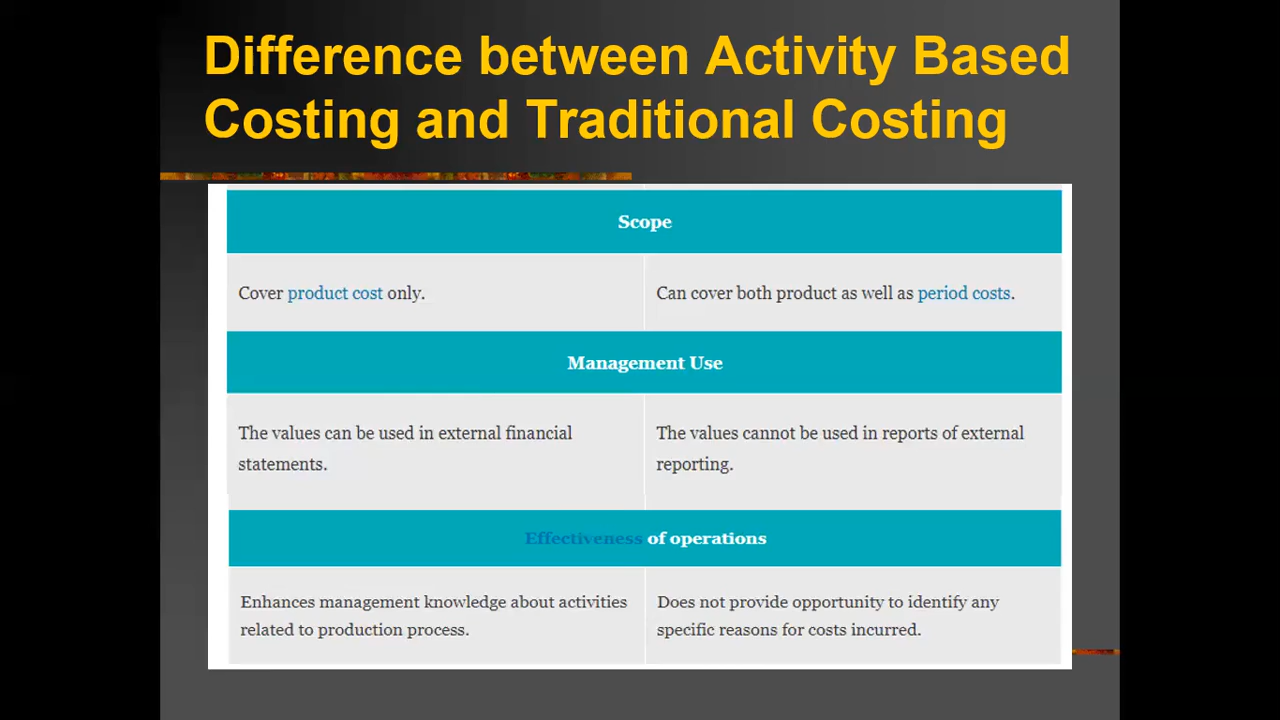 Difference between Activity Based
Costing and Traditional Costing
Scope
Cover product cost only.
Can cover both product as well as period costs.
Management Use
The values can be used in external financial
statements.
The values cannot be used in reports of external
reporting.
Effectiveness of operations
Enhances management knowledge about activities
related to production process.
Does not provide opportunity to identify any
specific reasons for costs incurred.